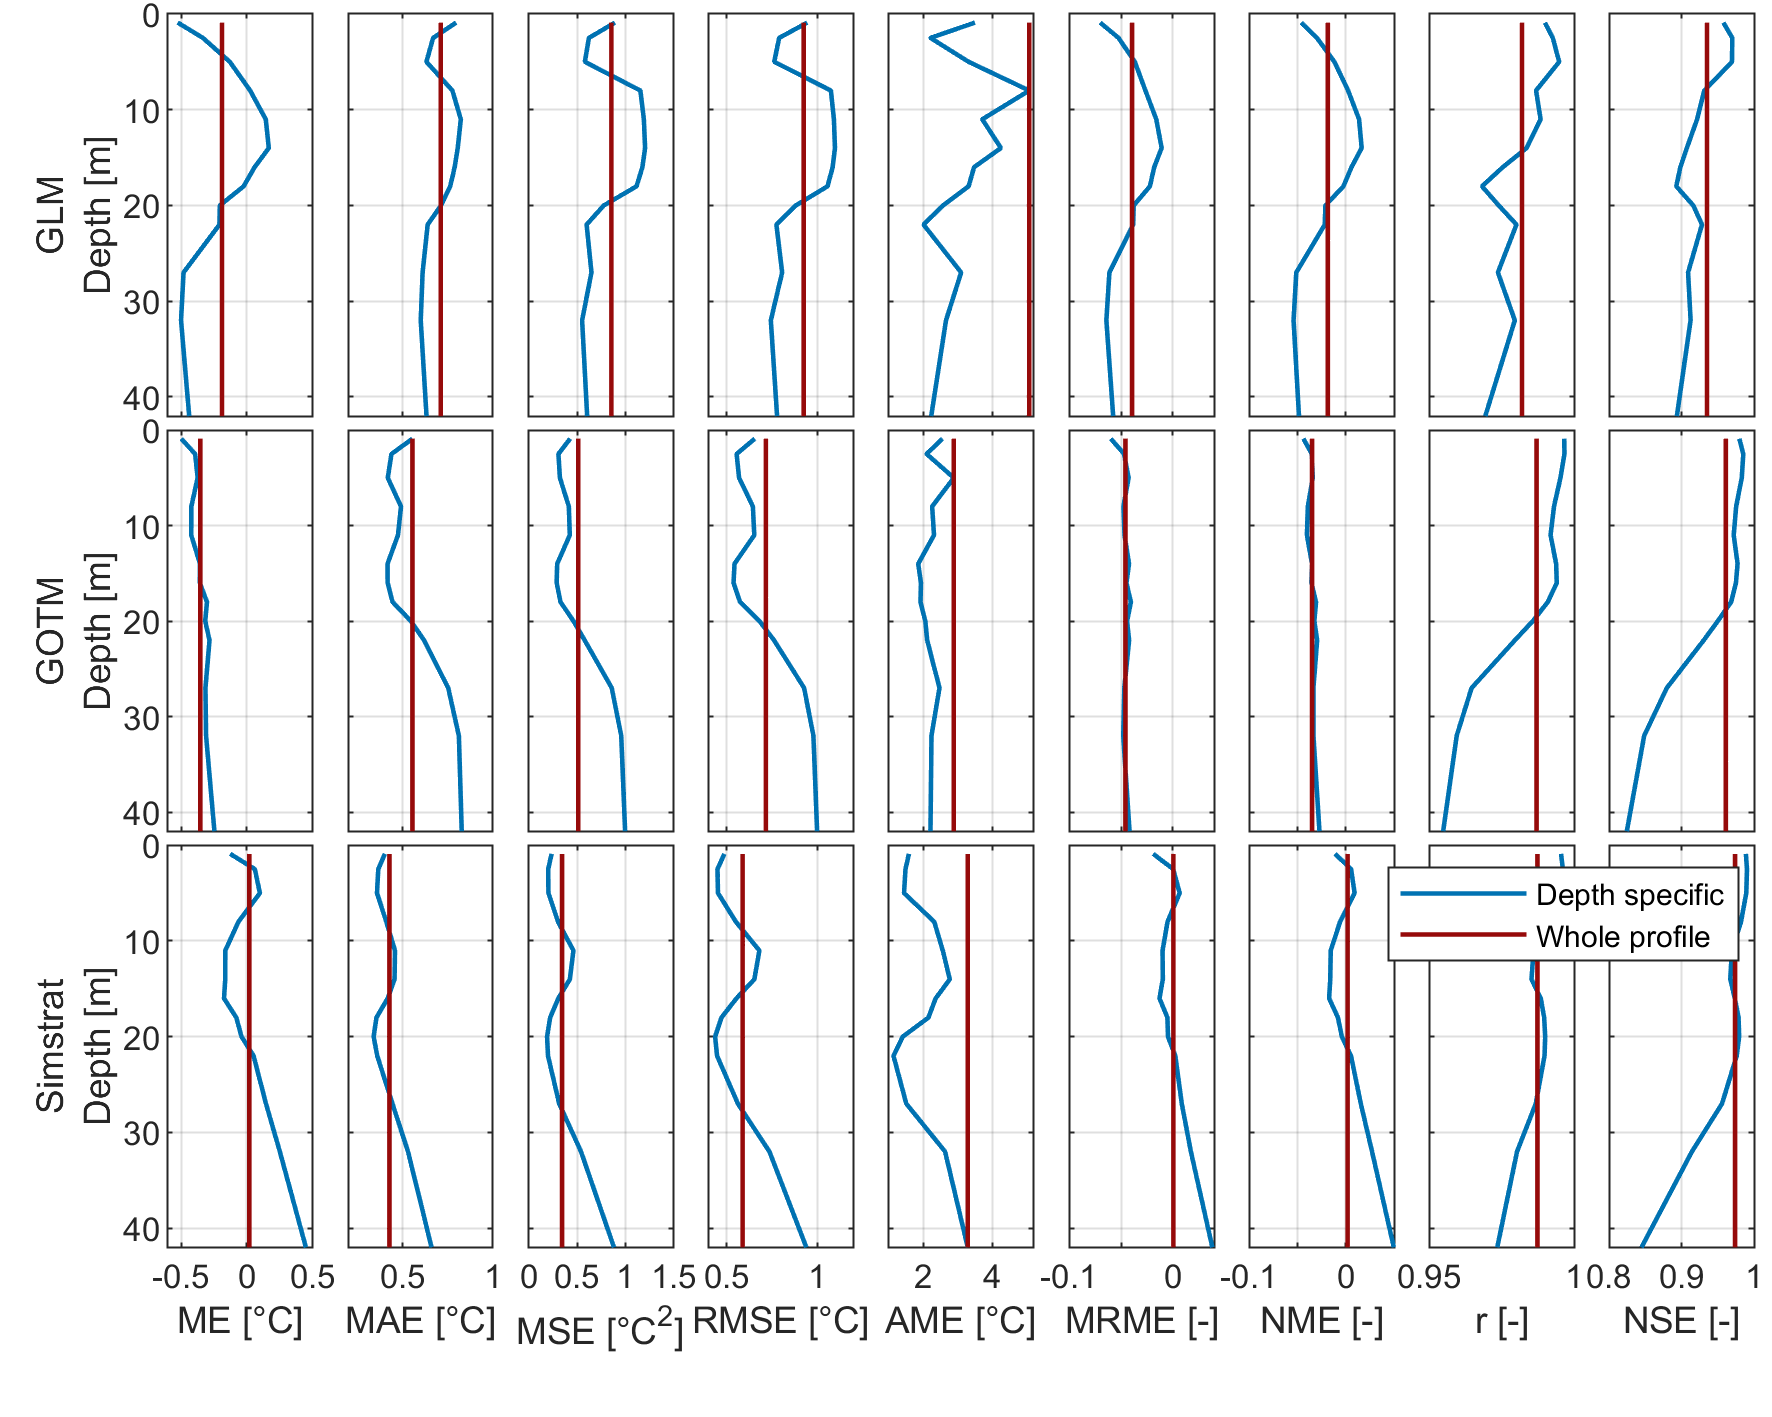 GLM
Depth [m]
0
10
20
30
40
GOTM
Depth [m]
0
10
20
30
40
Simstrat
Depth [m]
0
10
20
30
40
Depth specific
Whole profile
-0.5 0 0.5
0.5 1
0 0.5 1 1.5
0.5 1
2 4
-0.1 0
-0.1 0
0.95 1
0.8 0.9 1
ME [°C]
MAE [°C]
MSE [°C²]
RMSE [°C]
AME [°C]
MRME [-]
NME [-]
r [-]
NSE [-]